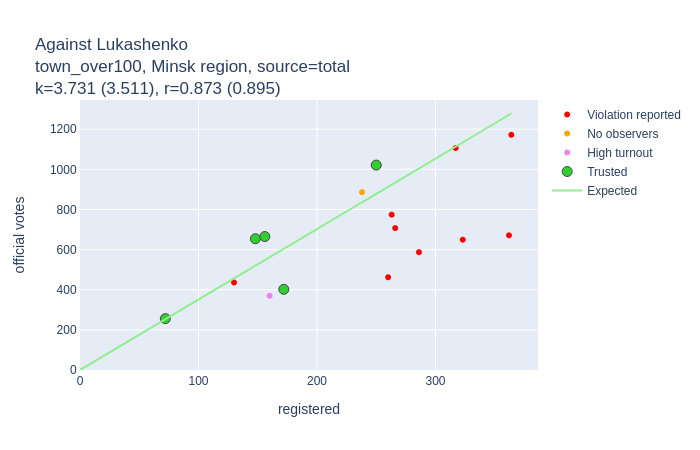 Against Lukashenko
town_over100, Minsk region, source=total
k=3.731 (3.511), r=0.873 (0.895)
official votes
1200
1000
800
600
400
200
0
0 100 200 300
registered
Violation reported
No observers
High turnout
Trusted
Expected